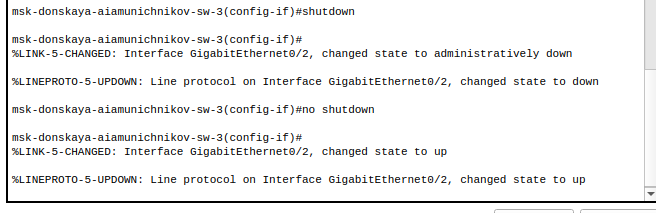 msk-donskaya-aiamunichnikov-sw-3(config-if)#shutdown
msk-donskaya-aiamunichnikov-sw-3(config-if)#
%LINK-5-CHANGED: Interface GigabitEthernet0/2, changed state to administratively down
%LINEPROTO-5-UPDOWN: Line protocol on Interface GigabitEthernet0/2, changed state to down
msk-donskaya-aiamunichnikov-sw-3(config-if)#no shutdown
msk-donskaya-aiamunichnikov-sw-3(config-if)#
%LINK-5-CHANGED: Interface GigabitEthernet0/2, changed state to up
%LINEPROTO-5-UPDOWN: Line protocol on Interface GigabitEthernet0/2, changed state to up